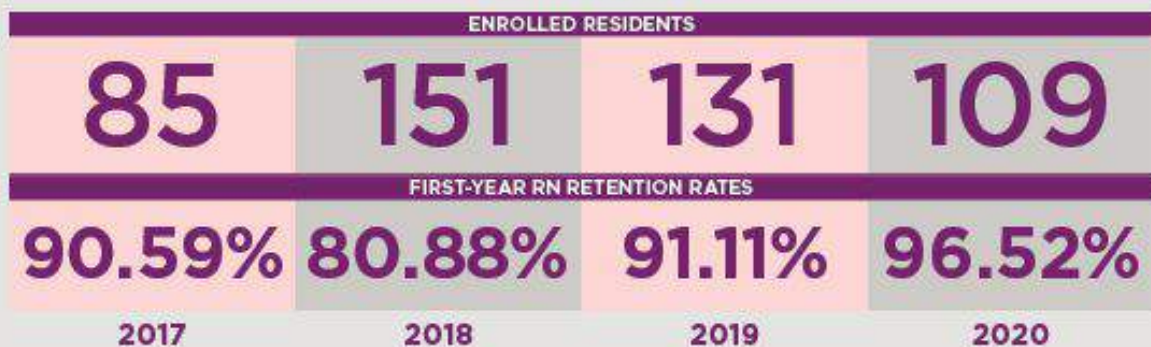 ENROLLED RESIDENTS
85 151 131 109
FIRST-YEAR RN RETENTION RATES
90.59% 80.88% 91.11% 96.52%
2017 2018 2019 2020